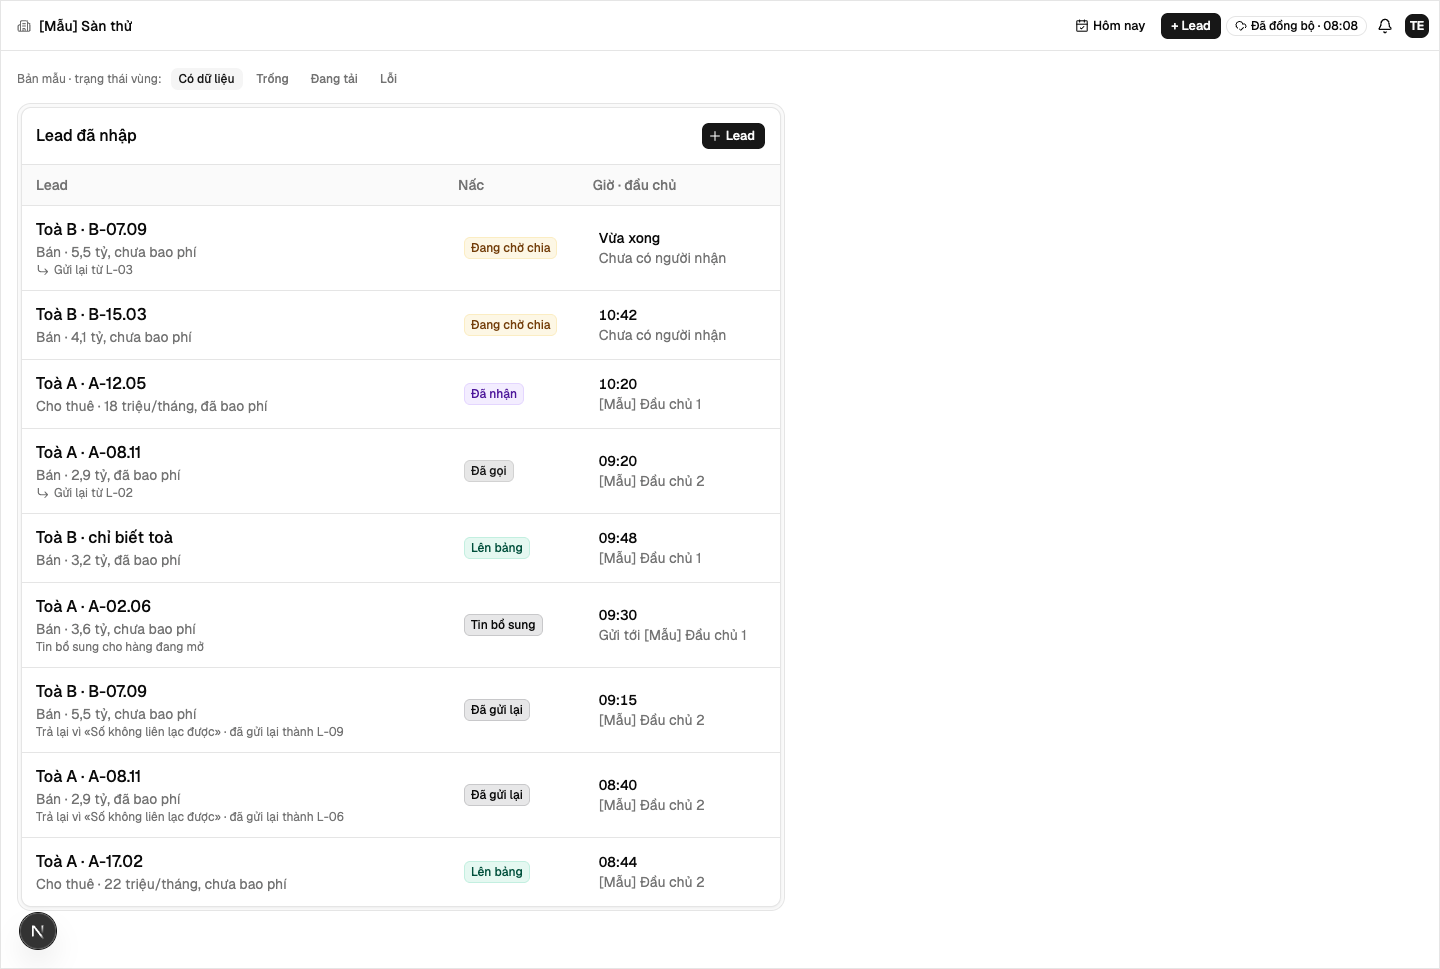 [Mẫu] Sàn thử
Hôm nay
+ Lead
Đã đồng bộ · 08:08
TE
Bản mẫu · trạng thái vùng:
Có dữ liệu
Trống
Đang tải
Lỗi
Lead đã nhập
+ Lead
Lead
Nấc
Giờ · đầu chủ
Toà B · B-07.09
Bán · 5,5 tỷ, chưa bao phí
Gửi lại từ L-03
Đang chờ chia
Vừa xong
Chưa có người nhận
Toà B · B-15.03
Bán · 4,1 tỷ, chưa bao phí
Đang chờ chia
10:42
Chưa có người nhận
Toà A · A-12.05
Cho thuê · 18 triệu/tháng, đã bao phí
Đã nhận
10:20
[Mẫu] Đầu chủ 1
Toà A · A-08.11
Bán · 2,9 tỷ, đã bao phí
Gửi lại từ L-02
Đã gọi
09:20
[Mẫu] Đầu chủ 2
Toà B · chỉ biết toà
Bán · 3,2 tỷ, đã bao phí
Lên bảng
09:48
[Mẫu] Đầu chủ 1
Toà A · A-02.06
Bán · 3,6 tỷ, chưa bao phí
Tin bổ sung cho hàng đang mở
Tin bổ sung
09:30
Gửi tới [Mẫu] Đầu chủ 1
Toà B · B-07.09
Bán · 5,5 tỷ, chưa bao phí
Trả lại vì «Số không liên lạc được» · đã gửi lại thành L-09
Đã gửi lại
09:15
[Mẫu] Đầu chủ 2
Toà A · A-08.11
Bán · 2,9 tỷ, đã bao phí
Trả lại vì «Số không liên lạc được» · đã gửi lại thành L-06
Đã gửi lại
08:40
[Mẫu] Đầu chủ 2
Toà A · A-17.02
Cho thuê · 22 triệu/tháng, chưa bao phí
Lên bảng
08:44
[Mẫu] Đầu chủ 2
N